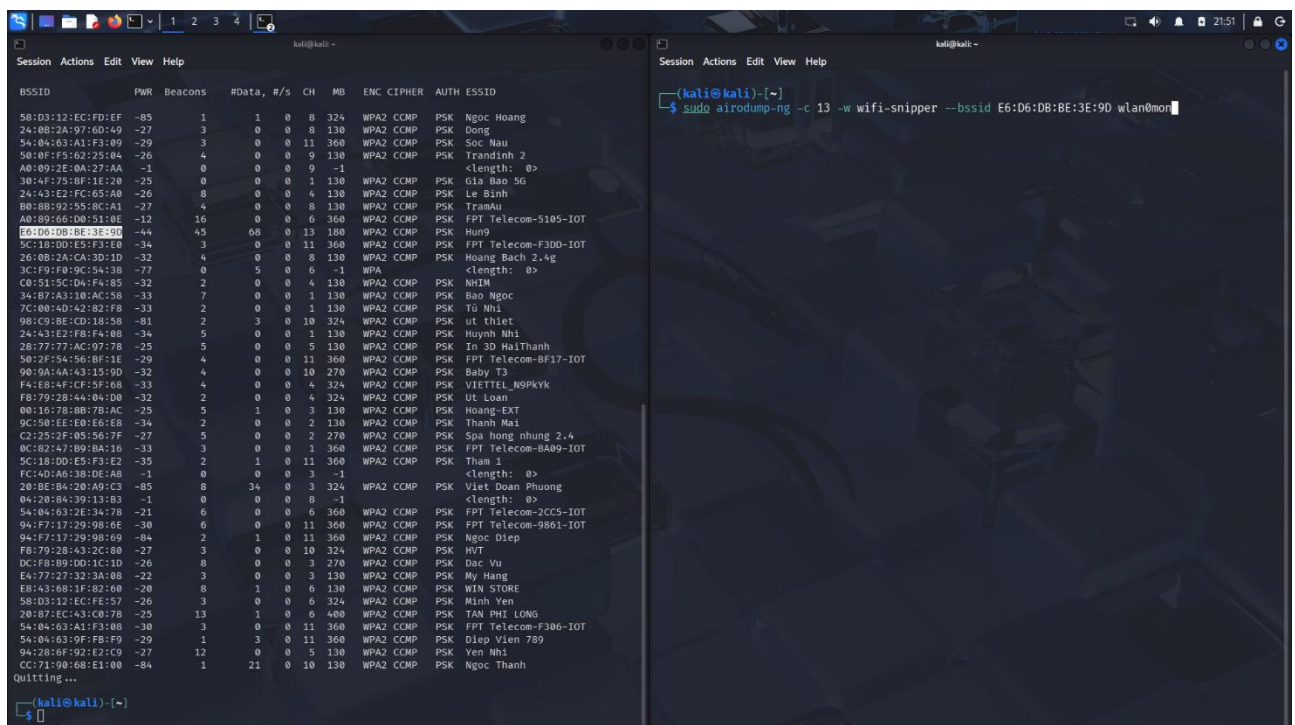 1 2 3 4
21:51
kali@kali: ~
Session Actions Edit View Help
BSSID PWR Beacons #Data, #/s CH MB ENC CIPHER AUTH ESSID
58:D3:12:EC:FD:EF -85 1 1 0 8 324 WPA2 CCMP PSK Ngoc Hoang
24:0B:2A:97:6D:49 -27 3 0 0 8 130 WPA2 CCMP PSK Dong
54:04:63:A1:F3:09 -29 3 0 0 11 360 WPA2 CCMP PSK Soc Nau
50:0F:F5:62:25:04 -26 4 0 0 9 130 WPA2 CCMP PSK Trandinh 2
A0:09:2E:0A:27:AA -1 0 0 0 9 -1 <length: 0>
30:4F:75:8F:1E:20 -25 0 0 0 1 130 WPA2 CCMP PSK Gia Bao 5G
24:43:E2:FC:65:A0 -26 8 0 0 4 130 WPA2 CCMP PSK Le Binh
B0:8B:92:55:8C:A1 -27 4 0 0 8 130 WPA2 CCMP PSK TramAu
A0:89:66:D0:51:0E -12 16 0 0 6 360 WPA2 CCMP PSK FPT Telecom-5105-IOT
E6:D6:DB:BE:3E:9D -44 45 68 0 13 180 WPA2 CCMP PSK Hun9
5C:18:DD:E5:F3:E0 -34 3 0 0 11 360 WPA2 CCMP PSK FPT Telecom-F3DD-IOT
26:0B:2A:CA:3D:1D -32 4 0 0 8 130 WPA2 CCMP PSK Hoang Bach 2.4g
3C:F9:F0:9C:54:38 -77 0 5 0 6 -1 WPA <length: 0>
C0:51:5C:D4:F4:85 -32 2 0 0 4 130 WPA2 CCMP PSK NHIM
34:B7:A3:10:AC:58 -33 7 0 0 1 130 WPA2 CCMP PSK Bao Ngoc
7C:00:4D:42:82:F8 -33 2 0 0 1 130 WPA2 CCMP PSK Tú Nhi
98:C9:BE:CD:18:58 -81 2 3 0 10 324 WPA2 CCMP PSK ut thiet
24:43:E2:F8:F4:08 -34 5 0 0 1 130 WPA2 CCMP PSK Huynh Nhi
28:77:77:AC:97:78 -25 5 0 0 5 130 WPA2 CCMP PSK In 3D HaiThanh
50:2F:54:56:BF:1E -29 4 0 0 11 360 WPA2 CCMP PSK FPT Telecom-BF17-IOT
90:9A:4A:43:15:9D -32 4 0 0 10 270 WPA2 CCMP PSK Baby T3
F4:E8:4F:CF:5F:68 -33 4 0 0 4 324 WPA2 CCMP PSK VIETTEL_N9PkYk
F8:79:28:44:04:D0 -32 2 0 0 4 324 WPA2 CCMP PSK Ut Loan
00:16:78:8B:7B:AC -25 5 1 0 3 130 WPA2 CCMP PSK Hoang-EXT
9C:50:EE:E0:E6:E8 -34 2 0 0 2 130 WPA2 CCMP PSK Thanh Mai
C2:25:2F:05:56:7F -27 5 0 0 2 270 WPA2 CCMP PSK Spa hong nhung 2.4
0C:82:47:B9:BA:16 -33 3 0 0 1 360 WPA2 CCMP PSK FPT Telecom-BA09-IOT
5C:18:DD:E5:F3:E2 -35 2 1 0 11 360 WPA2 CCMP PSK Tham 1
FC:4D:A6:38:DE:A8 -1 0 0 0 3 -1 <length: 0>
20:BE:B4:20:A9:C3 -85 8 34 0 3 324 WPA2 CCMP PSK Viet Doan Phuong
04:20:84:39:13:B3 -1 0 0 0 8 -1 <length: 0>
54:04:63:2E:34:78 -21 6 0 0 6 360 WPA2 CCMP PSK FPT Telecom-2CC5-IOT
94:F7:17:29:98:6E -30 6 0 0 11 360 WPA2 CCMP PSK FPT Telecom-9861-IOT
94:F7:17:29:98:69 -84 2 1 0 11 360 WPA2 CCMP PSK Ngoc Diep
F8:79:28:43:2C:80 -27 3 0 0 10 324 WPA2 CCMP PSK HVT
DC:F8:B9:DD:1C:1D -26 8 0 0 3 270 WPA2 CCMP PSK Dac Vu
E4:77:27:32:3A:08 -22 3 0 0 3 130 WPA2 CCMP PSK My Hang
E8:43:68:1F:82:60 -20 8 1 0 6 130 WPA2 CCMP PSK WIN STORE
58:D3:12:EC:FE:57 -26 3 0 0 6 324 WPA2 CCMP PSK Minh Yen
20:87:EC:43:C0:78 -25 13 1 0 6 400 WPA2 CCMP PSK TAN PHI LONG
54:04:63:A1:F3:08 -30 3 0 0 11 360 WPA2 CCMP PSK FPT Telecom-F306-IOT
54:04:63:9F:FB:F9 -29 1 3 0 11 360 WPA2 CCMP PSK Diep Vien 789
94:28:6F:92:E2:C9 -27 12 0 0 5 130 WPA2 CCMP PSK Yen Nhi
CC:71:90:68:E1:00 -84 1 21 0 10 130 WPA2 CCMP PSK Ngoc Thanh
Quitting...
(kali㉿kali)-[~]
$
kali@kali: ~
Session Actions Edit View Help
(kali㉿kali)-[~]
$ sudo airodump-ng -c 13 -w wifi-snipper --bssid E6:D6:DB:BE:3E:9D wlan0mon